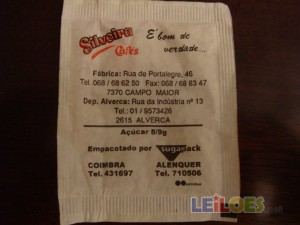 Silveira
Cafés
É bom de
verdade...
Fábrica: Rua de Portalegre, 46
Tel. 068 / 68 62 50 Fax: 068 / 68 83 47
7370 CAMPO MAIOR
Dep. Alverca: Rua da Indústria nº 13
Tel.: 01 / 9573426
2615 ALVERCA
Açúcar 8/9g
Empacotado por sugarpack
COIMBRA ALENQUER
Tel. 431697 Tel. 710506
LEILOES